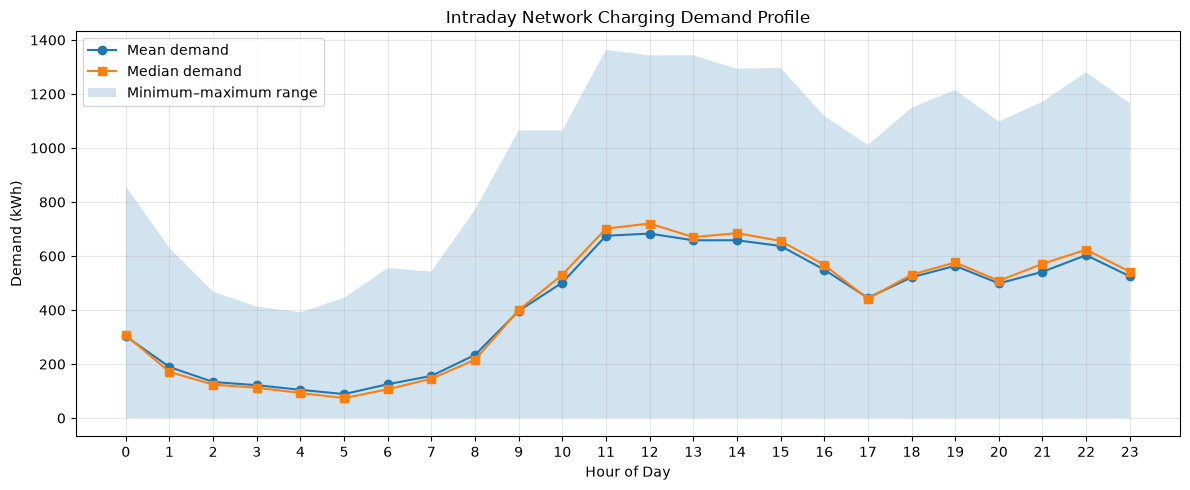 Intraday Network Charging Demand Profile
Mean demand
Median demand
Minimum–maximum range
Demand (kWh)
1400
1200
1000
800
600
400
200
0
0 1 2 3 4 5 6 7 8 9 10 11 12 13 14 15 16 17 18 19 20 21 22 23
Hour of Day